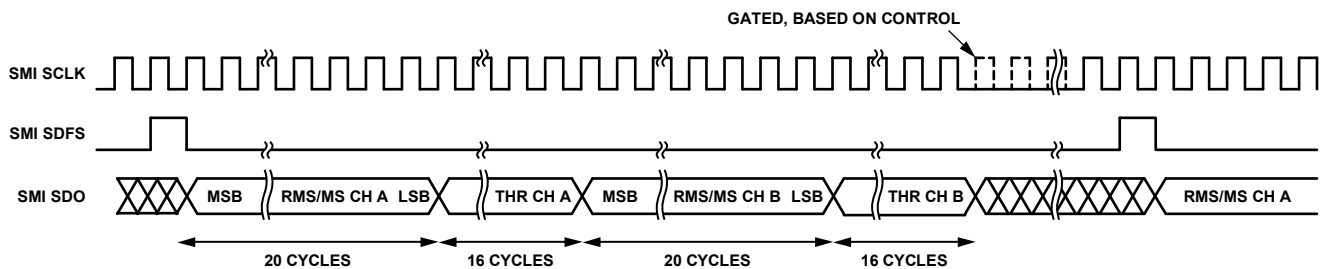 GATED, BASED ON CONTROL
SMI SCLK
SMI SDFS
SMI SDO
MSB RMS/MS CH A LSB THR CH A MSB RMS/MS CH B LSB THR CH B RMS/MS CH A
20 CYCLES 16 CYCLES 20 CYCLES 16 CYCLES